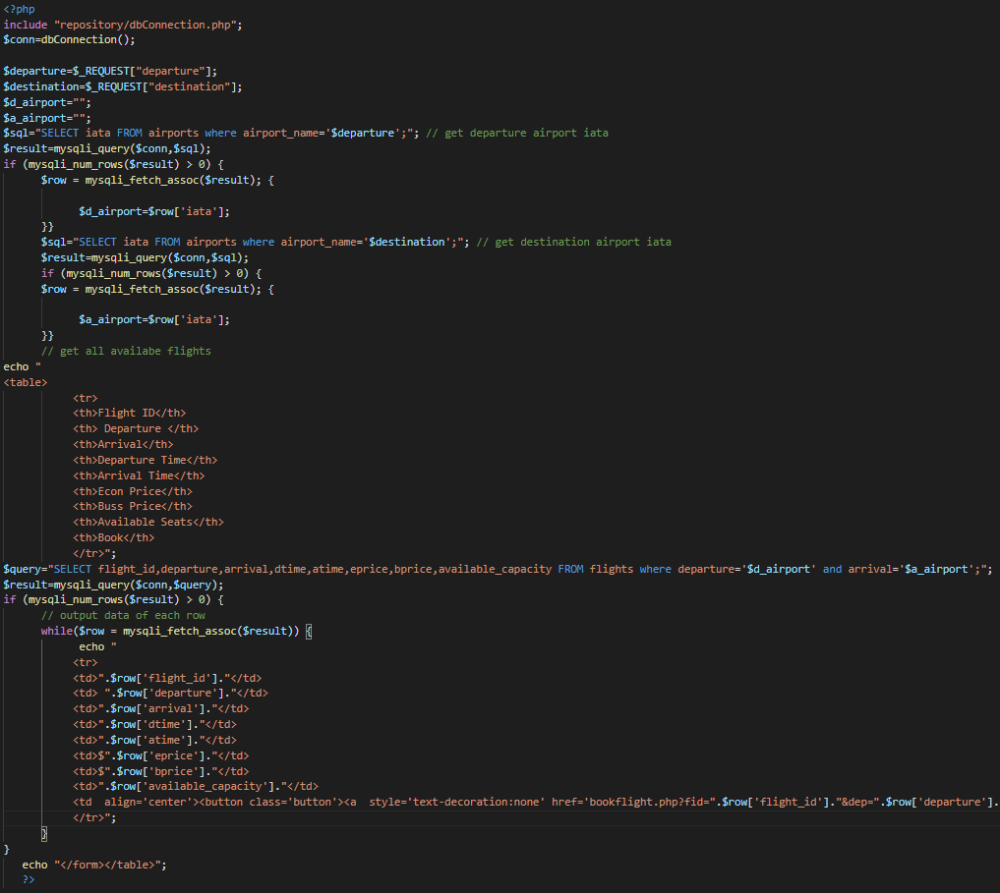 <?php
include "repository/dbConnection.php";
$conn=dbConnection();
$departure=$_REQUEST["departure"];
$destination=$_REQUEST["destination"];
$d_airport="";
$a_airport="";
$sql="SELECT iata FROM airports where airport_name='$departure';"; // get departure airport iata
$result=mysqli_query($conn,$sql);
if (mysqli_num_rows($result) > 0) {
$row = mysqli_fetch_assoc($result); {
$d_airport=$row['iata'];
}}
$sql="SELECT iata FROM airports where airport_name='$destination';"; // get destination airport iata
$result=mysqli_query($conn,$sql);
if (mysqli_num_rows($result) > 0) {
$row = mysqli_fetch_assoc($result); {
$a_airport=$row['iata'];
}}
// get all availabe flights
echo "
<table>
<tr>
<th>Flight ID</th>
<th> Departure </th>
<th>Arrival</th>
<th>Departure Time</th>
<th>Arrival Time</th>
<th>Econ Price</th>
<th>Buss Price</th>
<th>Available Seats</th>
<th>Book</th>
</tr>";
$query="SELECT flight_id,departure,arrival,dtime,atime,eprice,bprice,available_capacity FROM flights where departure='$d_airport' and arrival='$a_airport';";
$result=mysqli_query($conn,$query);
if (mysqli_num_rows($result) > 0) {
// output data of each row
while($row = mysqli_fetch_assoc($result)) {
echo "
<tr>
<td>".$row['flight_id']."</td>
<td> ".$row['departure']."</td>
<td>".$row['arrival']."</td>
<td>".$row['dtime']."</td>
<td>".$row['atime']."</td>
<td>$".$row['eprice']."</td>
<td>$".$row['bprice']."</td>
<td>".$row['available_capacity']."</td>
<td  align='center'><button class='button'><a  style='text-decoration:none' href='bookflight.php?fid=".$row['flight_id']."&dep=".$row['departure'].
</tr>";
}
}
echo "</form></table>";
?>